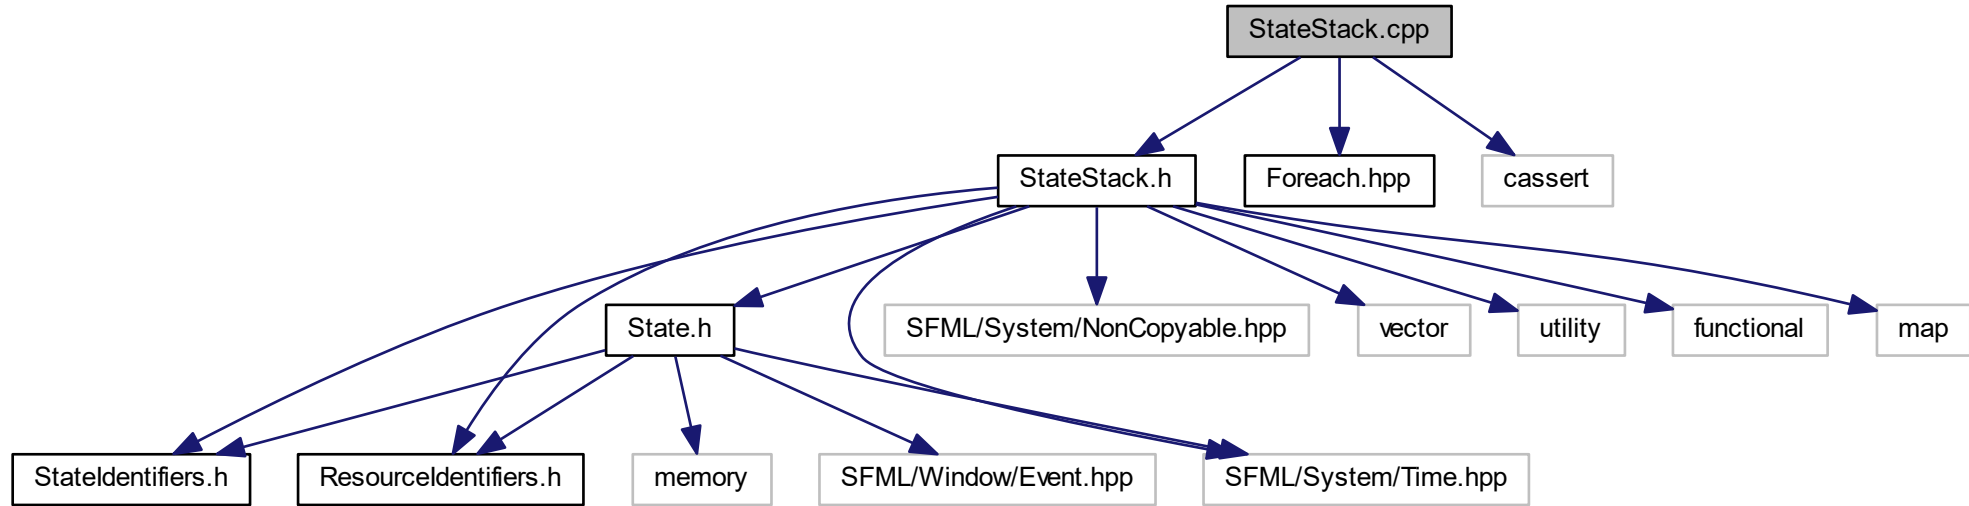 StateStack.cpp
StateStack.h
Foreach.hpp
cassert
State.h
SFML/System/NonCopyable.hpp
vector
utility
functional
map
StateIdentifiers.h
ResourceIdentifiers.h
memory
SFML/Window/Event.hpp
SFML/System/Time.hpp